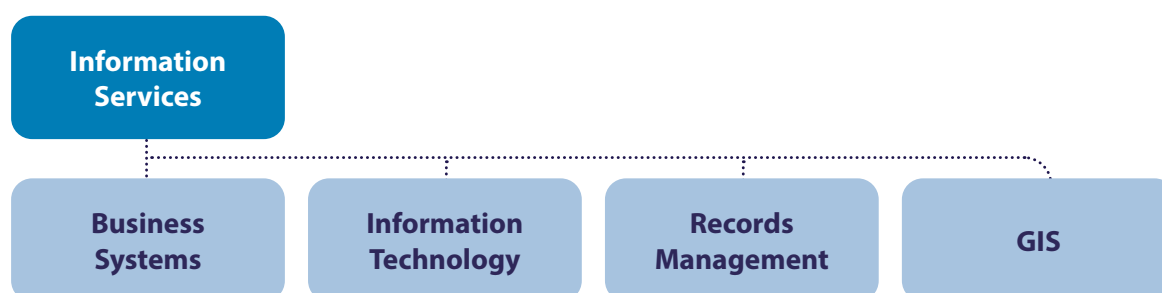 Information
Services
Business
Systems
Information
Technology
Records
Management
GIS